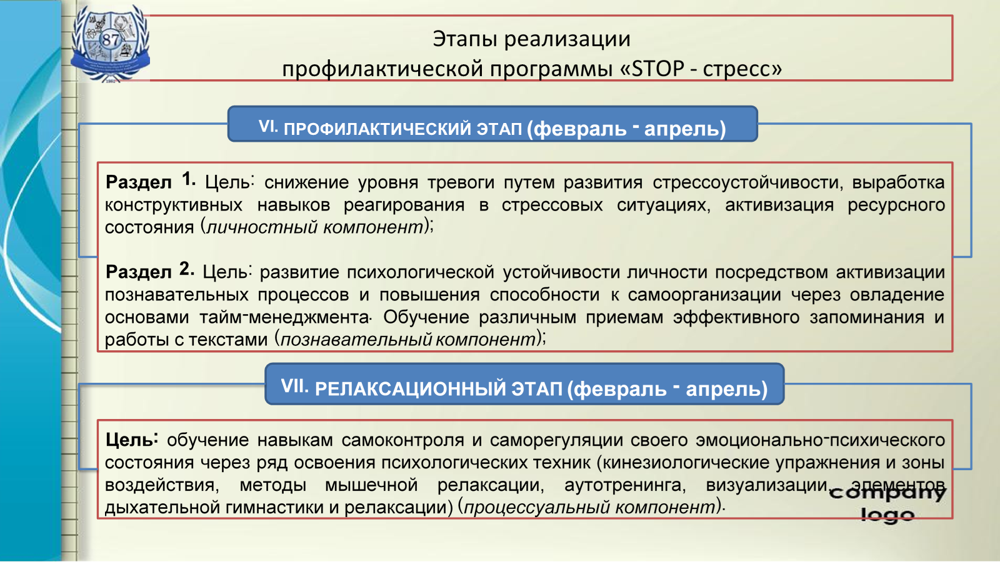 87
1982
Этапы реализации
профилактической программы «STOP - стресс»
VI. ПРОФИЛАКТИЧЕСКИЙ ЭТАП (февраль - апрель)
Раздел 1. Цель: снижение уровня тревоги путем развития стрессоустойчивости, выработка
конструктивных навыков реагирования в стрессовых ситуациях, активизация ресурсного
состояния (личностный компонент);
Раздел 2. Цель: развитие психологической устойчивости личности посредством активизации
познавательных процессов и повышения способности к самоорганизации через овладение
основами тайм-менеджмента. Обучение различным приемам эффективного запоминания и
работы с текстами (познавательный компонент);
VII. РЕЛАКСАЦИОННЫЙ ЭТАП (февраль - апрель)
Цель: обучение навыкам самоконтроля и саморегуляции своего эмоционально-психического
состояния через ряд освоения психологических техник (кинезиологические упражнения и зоны
воздействия, методы мышечной релаксации, аутотренинга, визуализации, элементов
дыхательной гимнастики и релаксации) (процессуальный компонент).
company
logo